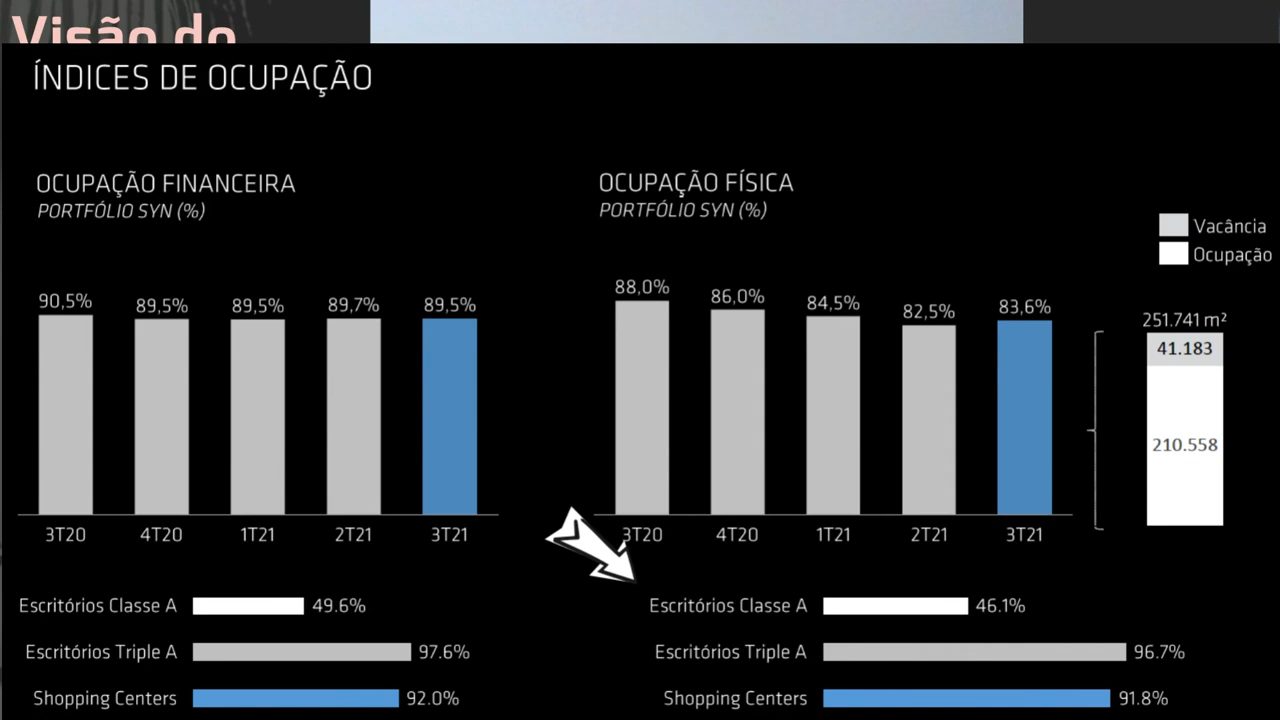 Visão do
ÍNDICES DE OCUPAÇÃO
OCUPAÇÃO FINANCEIRA
PORTFÓLIO SYN (%)
90,5%
89,5%
89,5%
89,7%
89,5%
3T20
4T20
1T21
2T21
3T21
Escritórios Classe A
49.6%
Escritórios Triple A
97.6%
Shopping Centers
92.0%
OCUPAÇÃO FÍSICA
PORTFÓLIO SYN (%)
Vacância
Ocupação
88,0%
86,0%
84,5%
82,5%
83,6%
3T20
4T20
1T21
2T21
3T21
251.741 m²
41.183
210.558
Escritórios Classe A
46.1%
Escritórios Triple A
96.7%
Shopping Centers
91.8%